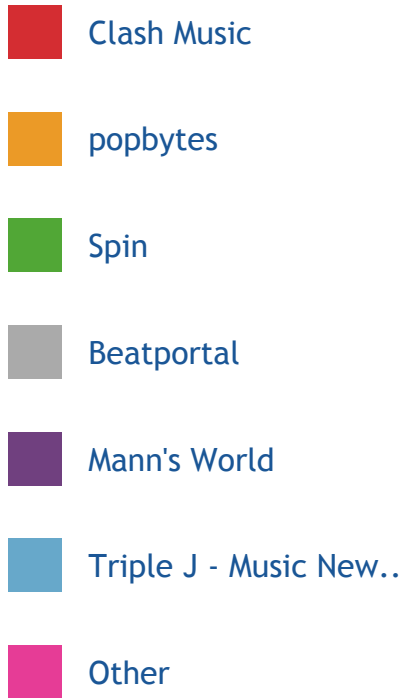 Clash Music
popbytes
Spin
Beatportal
Mann's World
Triple J - Music New..
Other